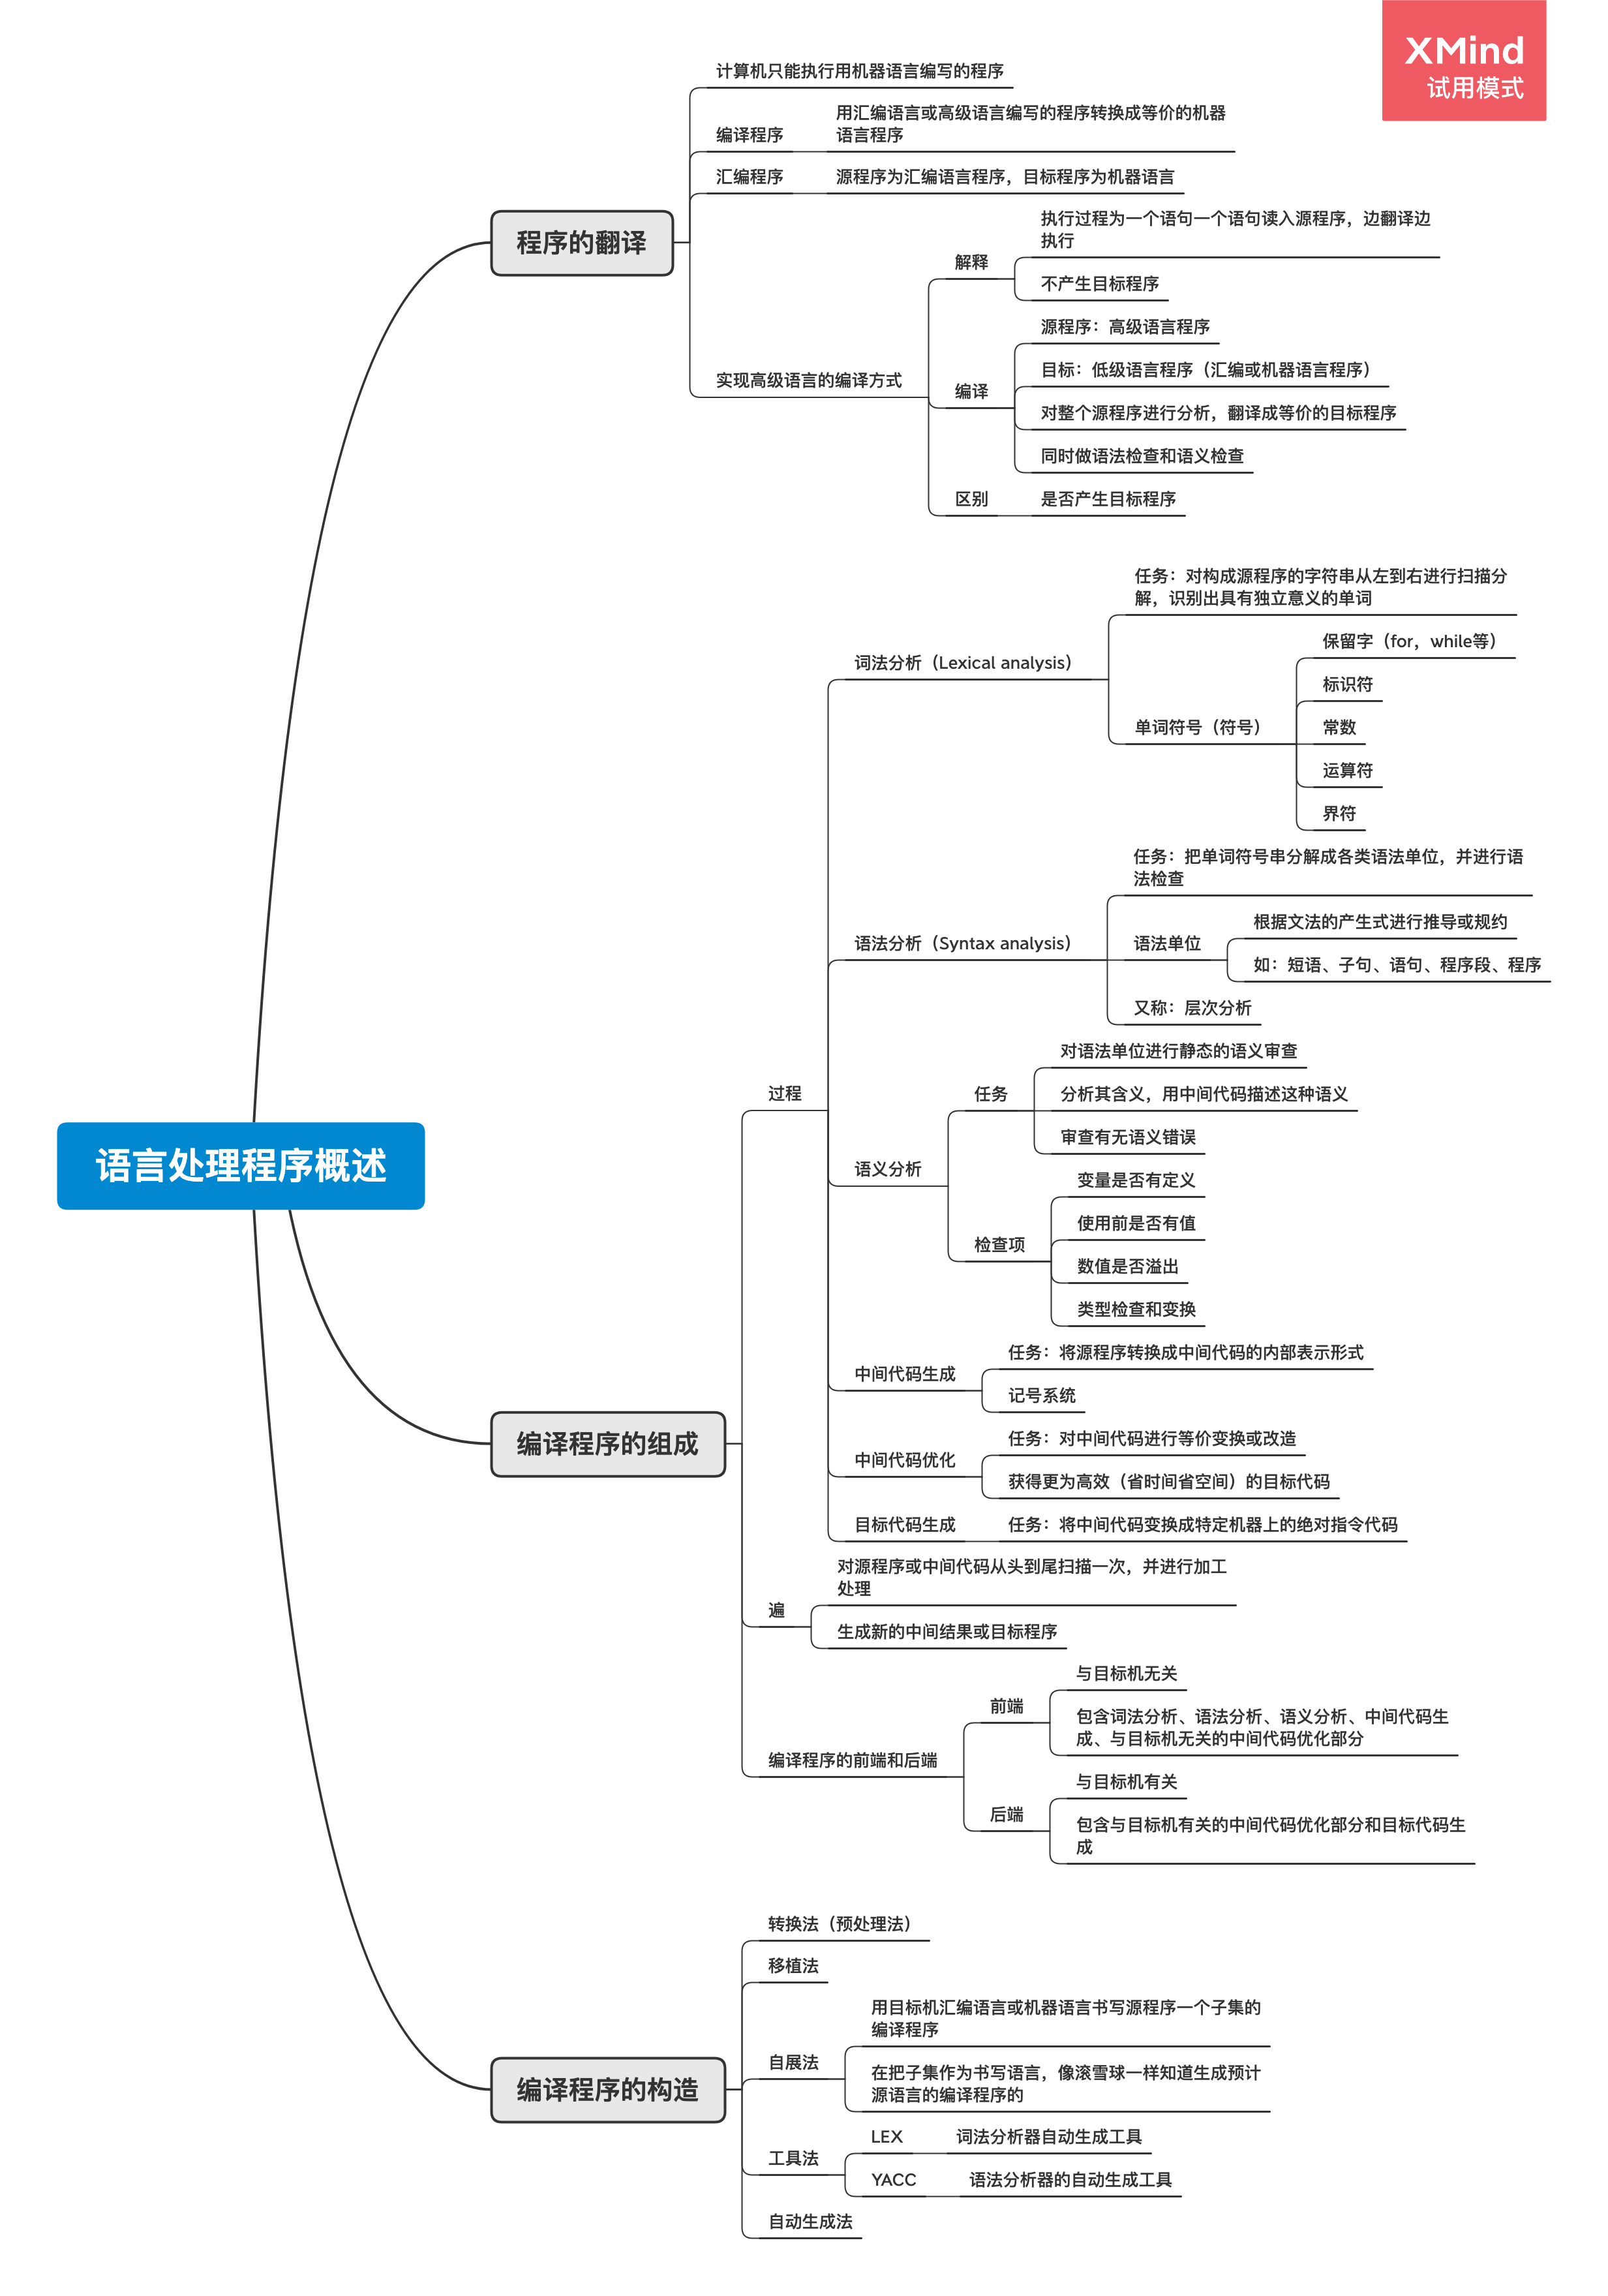 XMind
试用模式
语言处理程序概述
程序的翻译
计算机只能执行用机器语言编写的程序
编译程序
用汇编语言或高级语言编写的程序转换成等价的机器
语言程序
汇编程序
源程序为汇编语言程序，目标程序为机器语言
实现高级语言的编译方式
解释
执行过程为一个语句一个语句读入源程序，边翻译边
执行
不产生目标程序
编译
源程序：高级语言程序
目标：低级语言程序（汇编或机器语言程序）
对整个源程序进行分析，翻译成等价的目标程序
同时做语法检查和语义检查
区别
是否产生目标程序
编译程序的组成
过程
词法分析（Lexical analysis）
任务：对构成源程序的字符串从左到右进行扫描分
解，识别出具有独立意义的单词
单词符号（符号）
保留字（for，while等）
标识符
常数
运算符
界符
语法分析（Syntax analysis）
任务：把单词符号串分解成各类语法单位，并进行语
法检查
语法单位
根据文法的产生式进行推导或规约
如：短语、子句、语句、程序段、程序
又称：层次分析
语义分析
任务
对语法单位进行静态的语义审查
分析其含义，用中间代码描述这种语义
审查有无语义错误
检查项
变量是否有定义
使用前是否有值
数值是否溢出
类型检查和变换
中间代码生成
任务：将源程序转换成中间代码的内部表示形式
记号系统
中间代码优化
任务：对中间代码进行等价变换或改造
获得更为高效（省时间省空间）的目标代码
目标代码生成
任务：将中间代码变换成特定机器上的绝对指令代码
遍
对源程序或中间代码从头到尾扫描一次，并进行加工
处理
生成新的中间结果或目标程序
编译程序的前端和后端
前端
与目标机无关
包含词法分析、语法分析、语义分析、中间代码生
成、与目标机无关的中间代码优化部分
后端
与目标机有关
包含与目标机有关的中间代码优化部分和目标代码生
成
编译程序的构造
转换法（预处理法）
移植法
自展法
用目标机汇编语言或机器语言书写源程序一个子集的
编译程序
在把子集作为书写语言，像滚雪球一样知道生成预计
源语言的编译程序的
工具法
LEX
词法分析器自动生成工具
YACC
语法分析器的自动生成工具
自动生成法